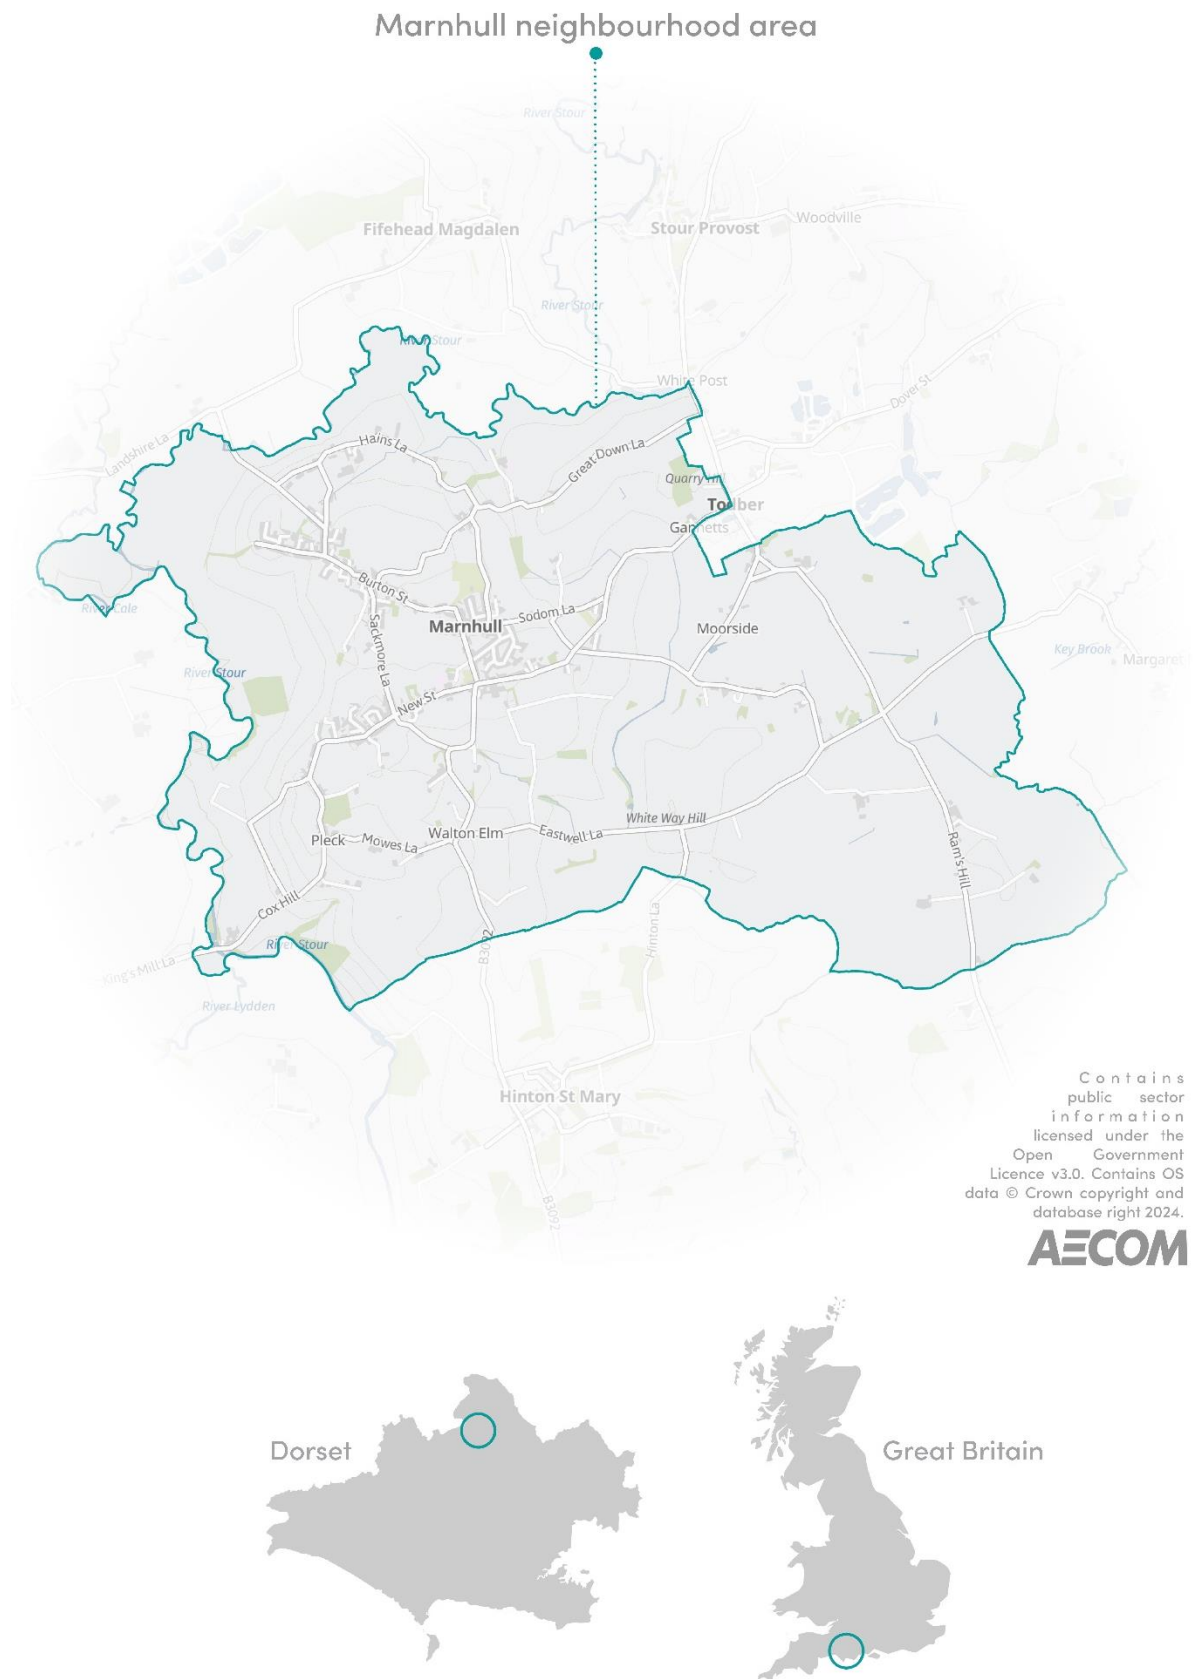 Marnhull neighbourhood area
River Stour
Fifehead Magdalen
Stour Provost
Woodville
River Stour
River Stour
White Post
Dover St
Landshire La
Hains La
Great Down La
Quarry Hill
Todber
Gannetts
Burton St
River Cale
Marnhull
Sodom La
Moorside
Sackmore La
Key Brook
Margaret
River Stour
New St
White Way Hill
Pleck
Mowes La
Walton Elm
Eastwell La
Ram's Hill
Cox Hill
River Stour
B3092
Hinton La
King's Mill La
River Lydden
Hinton St Mary
B3092
Contains
public sector
information
licensed under the
Open Government
Licence v3.0. Contains OS
data © Crown copyright and
database right 2024.
AECOM
Dorset
Great Britain